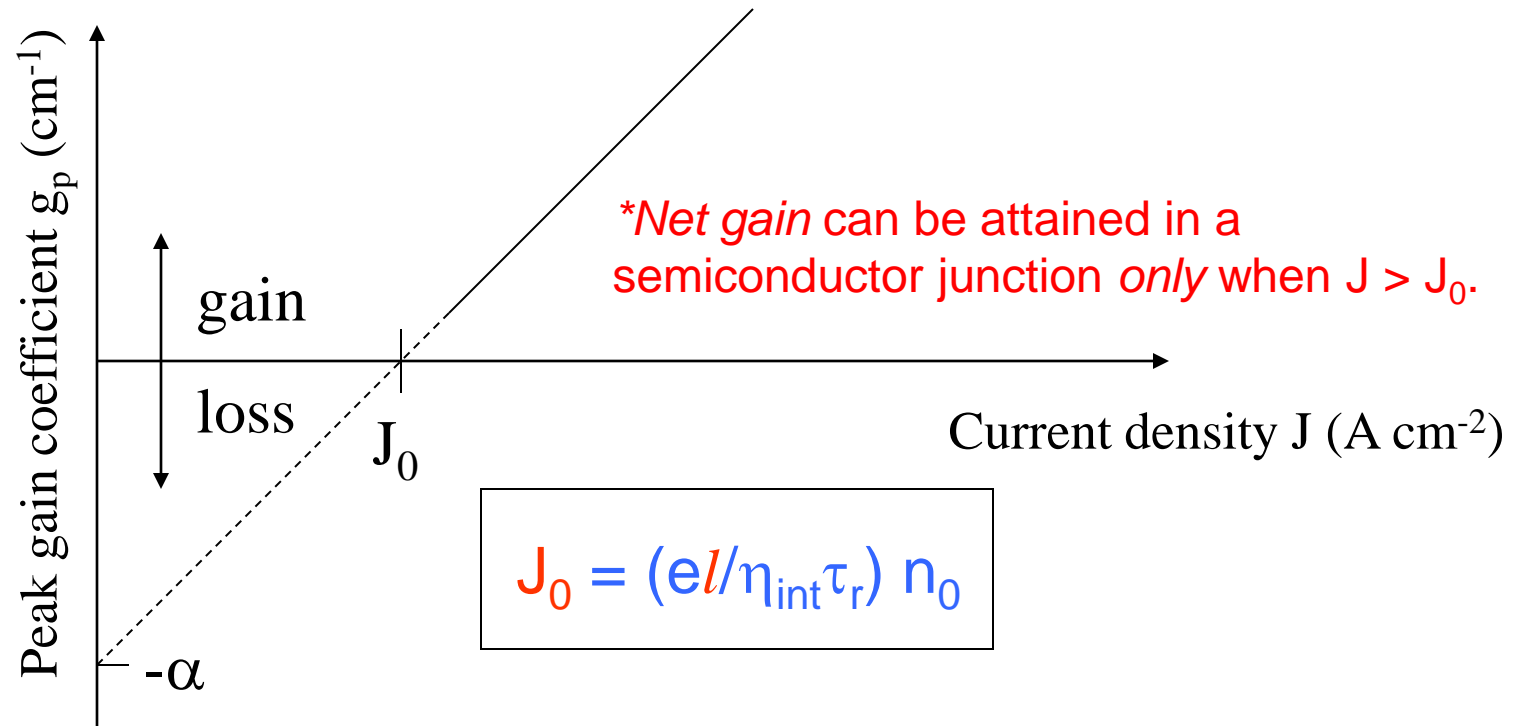 Peak gain coefficient gₚ (cm⁻¹)
*Net gain can be attained in a
semiconductor junction only when J > J₀.
gain
loss
J₀
Current density J (A cm⁻²)
J₀ = (el/ηᵢₙₜτᵣ) n₀
-α